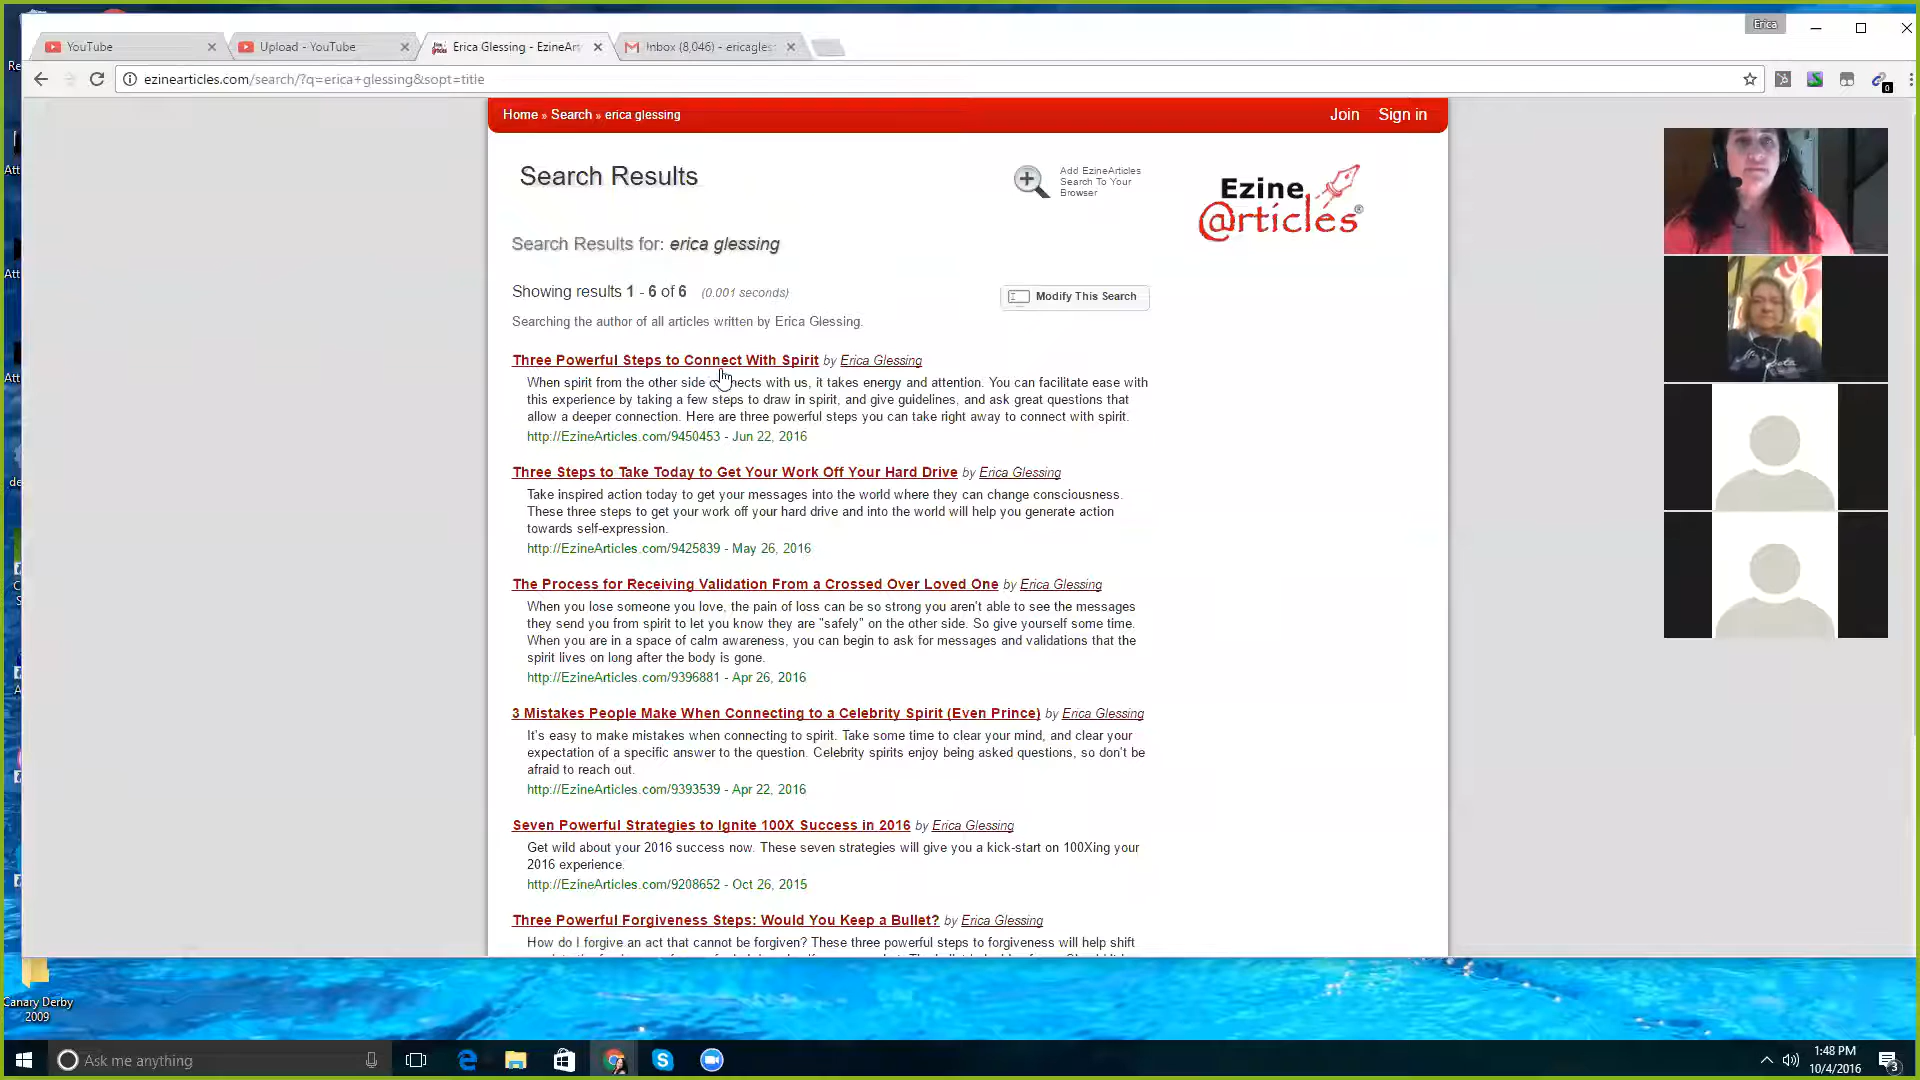 Erica
YouTube
Upload - YouTube
Erica Glessing - EzineArt
Inbox (8,046) - ericagles
ezinearticles.com/search/?q=erica+glessing&sopt=title
0
Home » Search » erica glessing
Join
Sign in
Search Results
Add EzineArticles
Search To Your
Browser
Ezine
@rticles®
Search Results for: erica glessing
Showing results 1 - 6 of 6 (0.001 seconds)
Modify This Search
Searching the author of all articles written by Erica Glessing.
Three Powerful Steps to Connect With Spirit by Erica Glessing
When spirit from the other side connects with us, it takes energy and attention. You can facilitate ease with
this experience by taking a few steps to draw in spirit, and give guidelines, and ask great questions that
allow a deeper connection. Here are three powerful steps you can take right away to connect with spirit.
http://EzineArticles.com/9450453 - Jun 22, 2016
Three Steps to Take Today to Get Your Work Off Your Hard Drive by Erica Glessing
Take inspired action today to get your messages into the world where they can change consciousness.
These three steps to get your work off your hard drive and into the world will help you generate action
towards self-expression.
http://EzineArticles.com/9425839 - May 26, 2016
The Process for Receiving Validation From a Crossed Over Loved One by Erica Glessing
When you lose someone you love, the pain of loss can be so strong you aren't able to see the messages
they send you from spirit to let you know they are "safely" on the other side. So give yourself some time.
When you are in a space of calm awareness, you can begin to ask for messages and validations that the
spirit lives on long after the body is gone.
http://EzineArticles.com/9396881 - Apr 26, 2016
3 Mistakes People Make When Connecting to a Celebrity Spirit (Even Prince) by Erica Glessing
It's easy to make mistakes when connecting to spirit. Take some time to clear your mind, and clear your
expectation of a specific answer to the question. Celebrity spirits enjoy being asked questions, so don't be
afraid to reach out.
http://EzineArticles.com/9393539 - Apr 22, 2016
Seven Powerful Strategies to Ignite 100X Success in 2016 by Erica Glessing
Get wild about your 2016 success now. These seven strategies will give you a kick-start on 100Xing your
2016 experience.
http://EzineArticles.com/9208652 - Oct 26, 2015
Three Powerful Forgiveness Steps: Would You Keep a Bullet? by Erica Glessing
How do I forgive an act that cannot be forgiven? These three powerful steps to forgiveness will help shift
Canary Derby
2009
Ask me anything
1:48 PM
10/4/2016
3